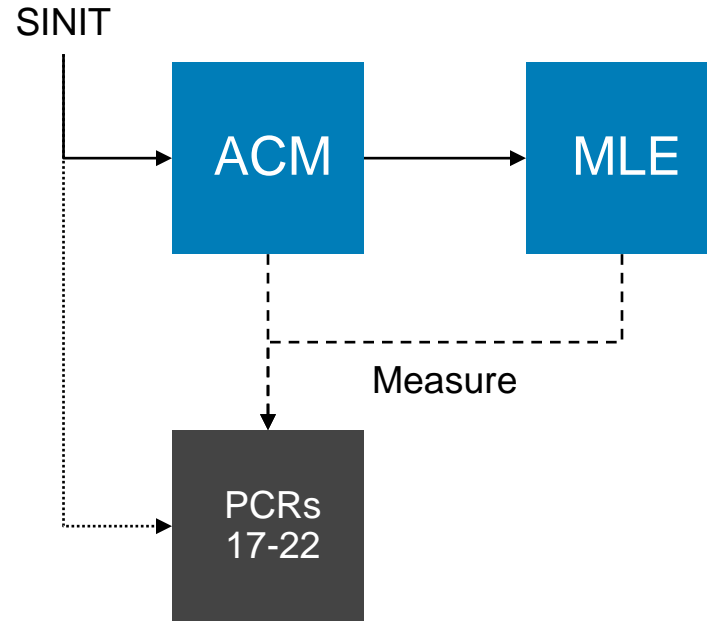 SINIT
ACM
MLE
Measure
PCRs
17-22